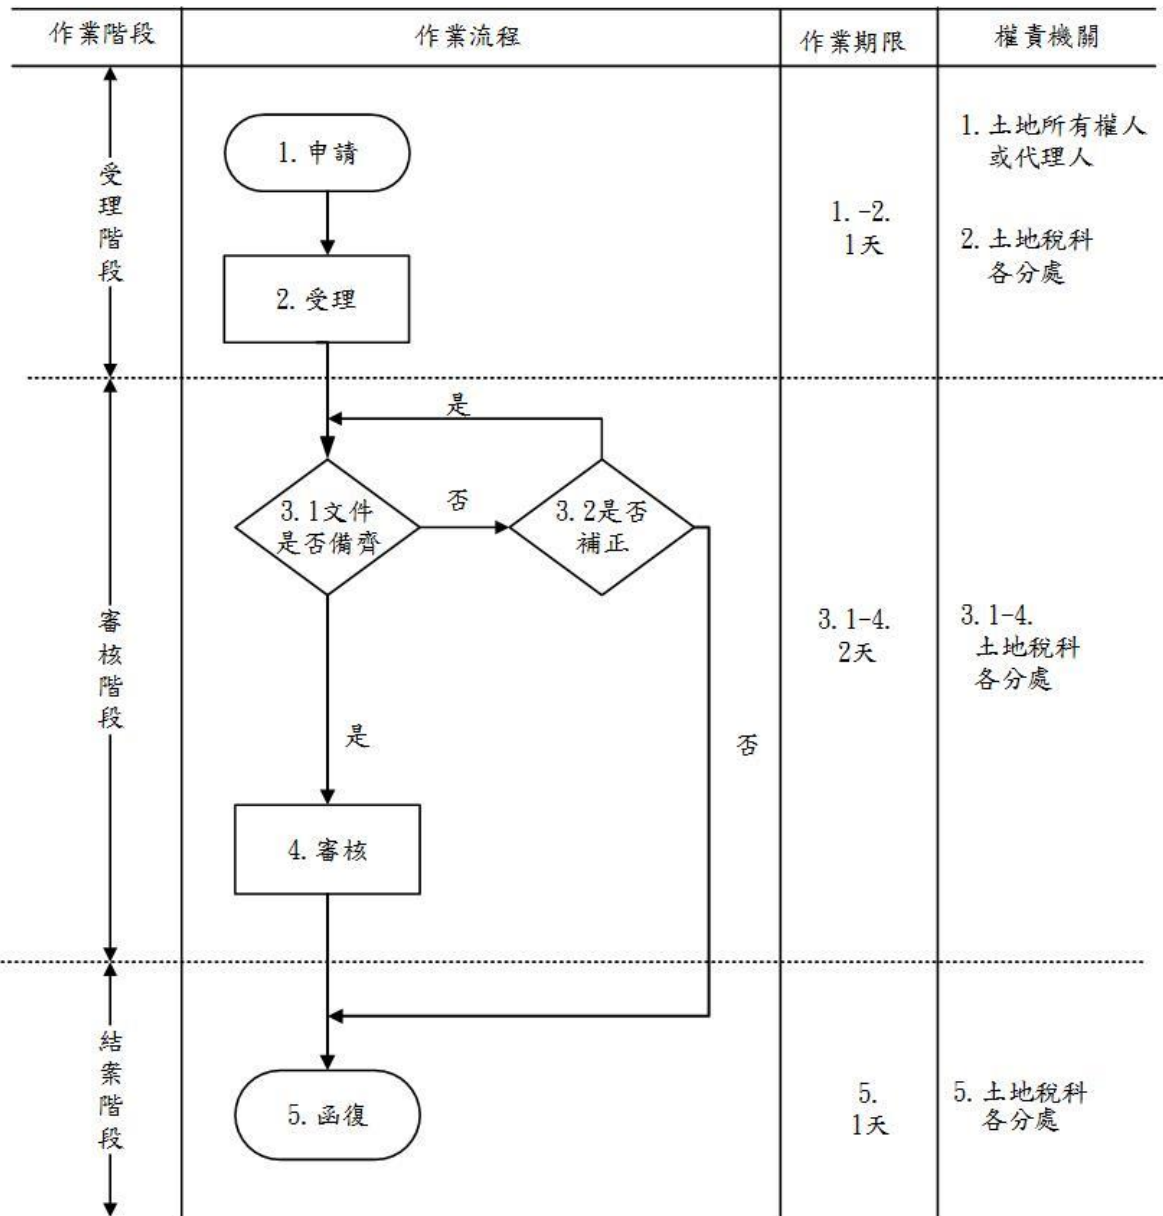 作業階段
作業流程
作業期限
權責機關
受理階段
1. 申請
2. 受理
1. -2.
1天
1. 土地所有權人
或代理人
2. 土地稅科
各分處
審核階段
是
3. 1文件
是否備齊
否
3. 2是否
補正
是
否
4. 審核
3. 1-4.
2天
3. 1-4.
土地稅科
各分處
結案階段
5. 函復
5.
1天
5. 土地稅科
各分處